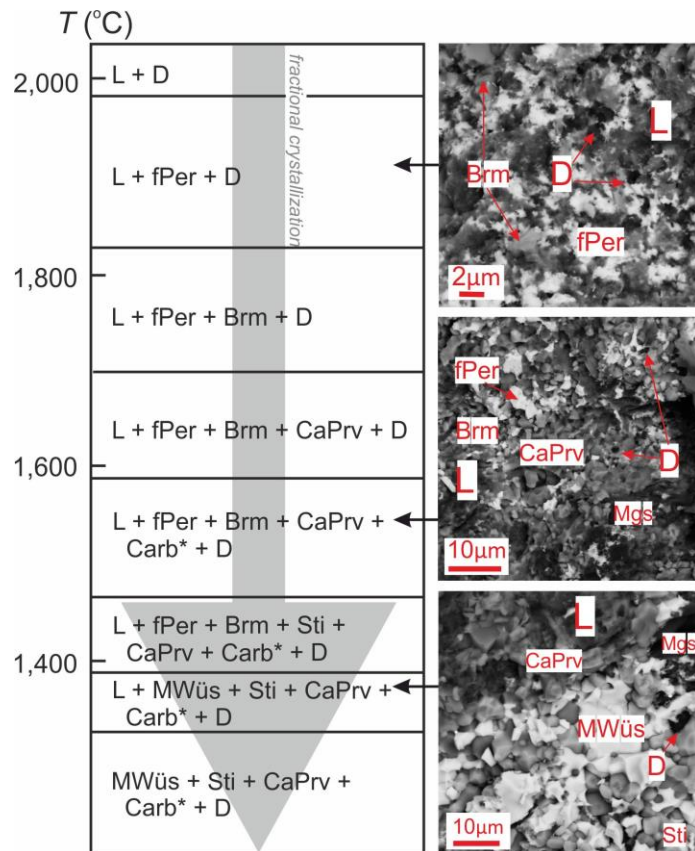 T (°C)
2,000
1,800
1,600
1,400
fractional crystallization
L + D
L + fPer + D
L + fPer + Brm + D
L + fPer + Brm + CaPrv + D
L + fPer + Brm + CaPrv +
Carb* + D
L + fPer + Brm + Sti +
CaPrv + Carb* + D
L + MWüs + Sti + CaPrv +
Carb* + D
MWüs + Sti + CaPrv +
Carb* + D
L
Brm
D
fPer
2µm
fPer
Brm
CaPrv
D
L
Mgs
10µm
L
Mgs
CaPrv
MWüs
D
10µm
Sti